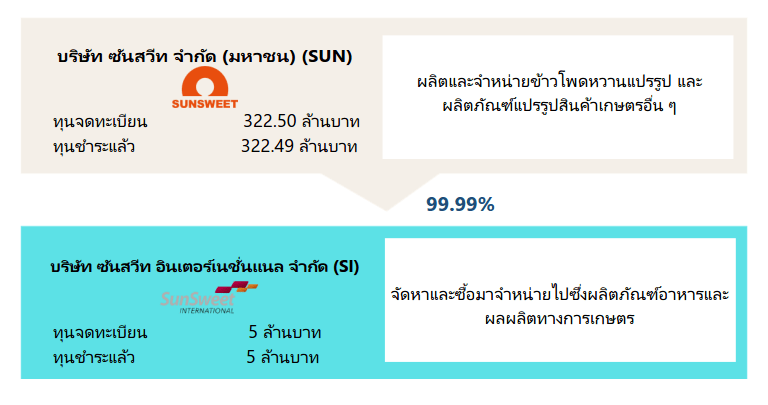 บริษัท ซันสวีท จำกัด (มหาชน) (SUN)
SUNSWEET
ทุนจดทะเบียน 322.50 ล้านบาท
ทุนชำระแล้ว 322.49 ล้านบาท
ผลิตและจำหน่ายข้าวโพดหวานแปรรูป และ
ผลิตภัณฑ์แปรรูปสินค้าเกษตรอื่น ๆ
99.99%
บริษัท ซันสวีท อินเตอร์เนชั่นแนล จำกัด (SI)
SunSweet
INTERNATIONAL
ทุนจดทะเบียน 5 ล้านบาท
ทุนชำระแล้ว 5 ล้านบาท
จัดหาและซื้อมาจำหน่ายไปซึ่งผลิตภัณฑ์อาหารและ
ผลผลิตทางการเกษตร